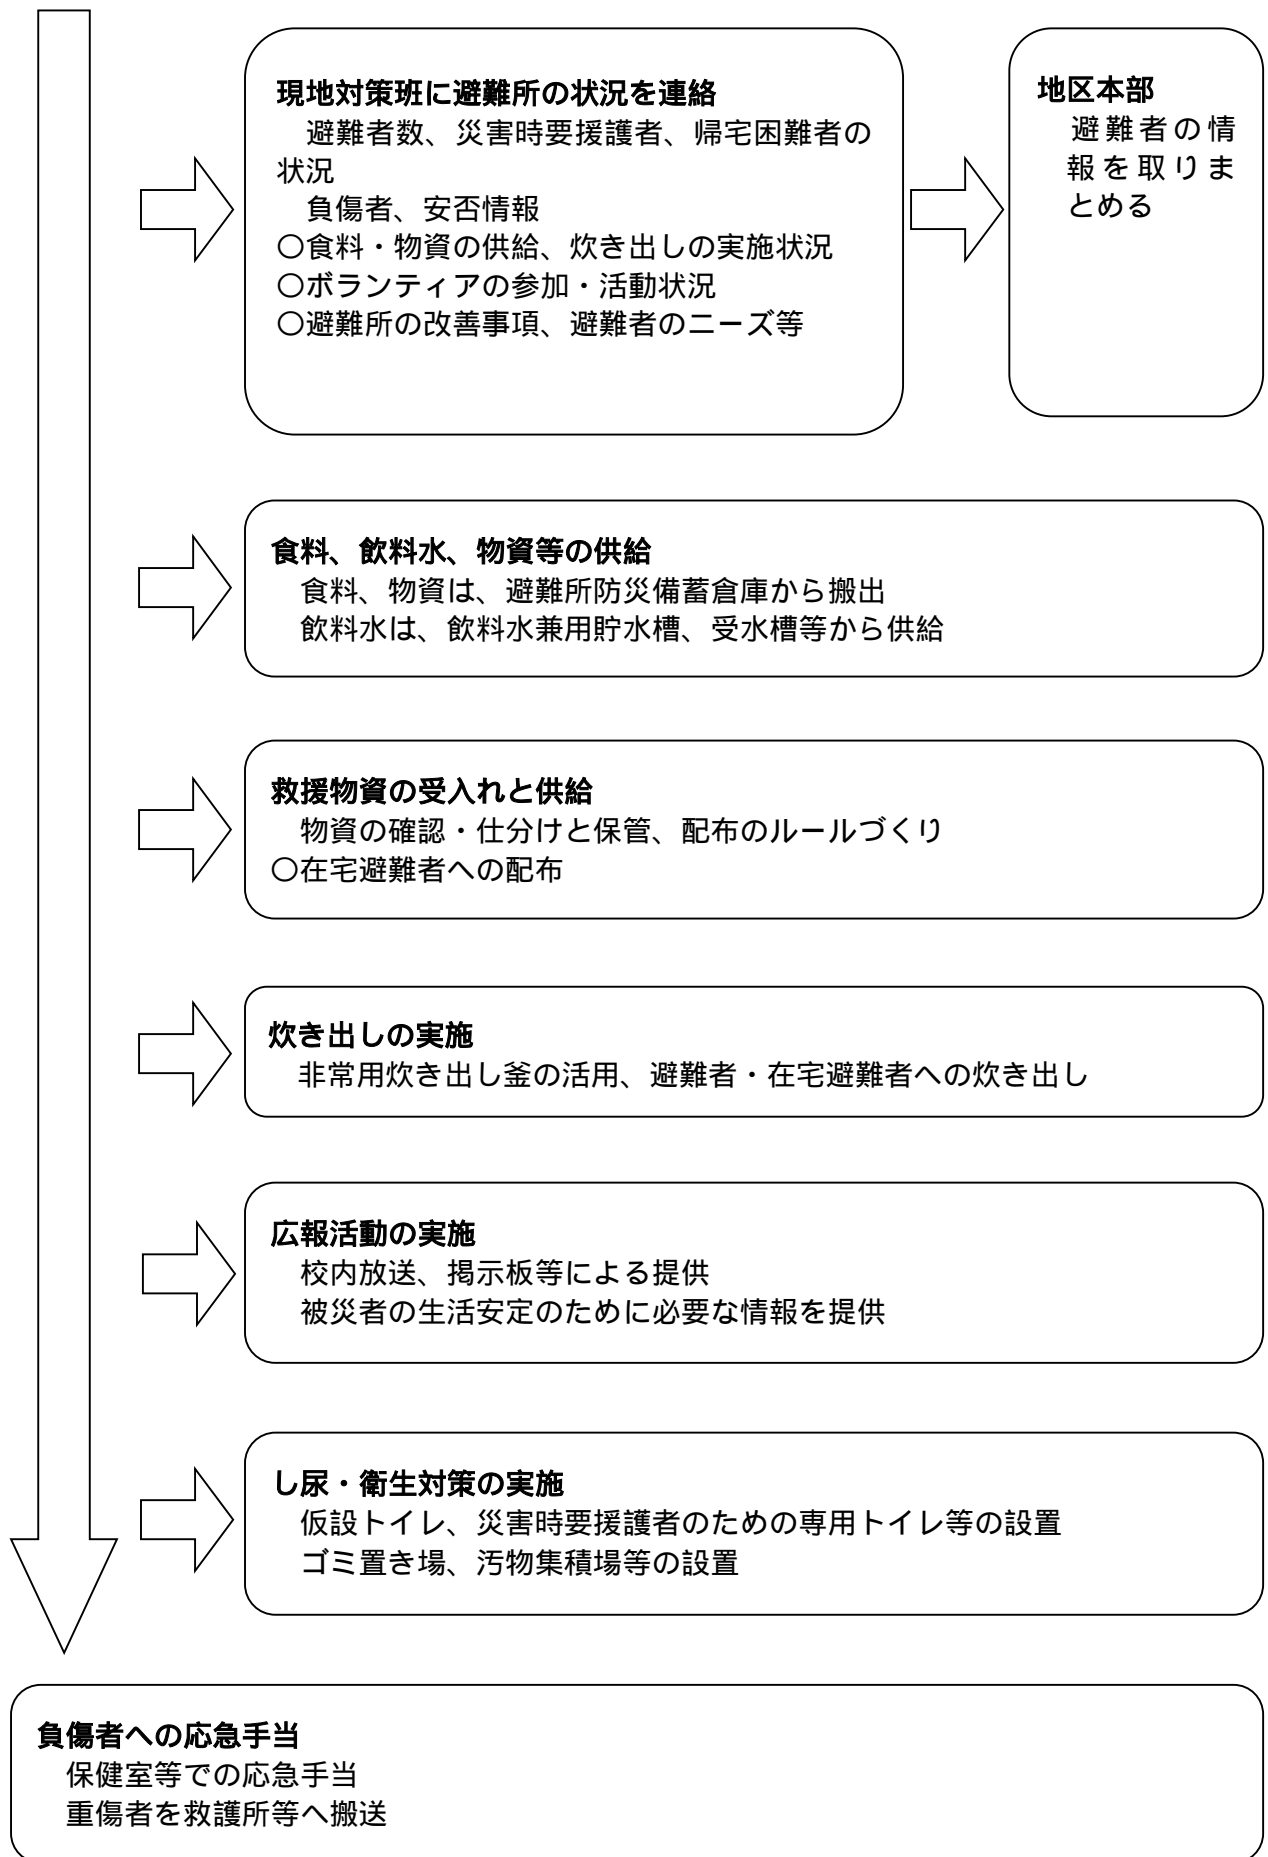 現地対策班に避難所の状況を連絡
避難者数、災害時要援護者、帰宅困難者の
状況
負傷者、安否情報
〇食料・物資の供給、炊き出しの実施状況
〇ボランティアの参加・活動状況
〇避難所の改善事項、避難者のニーズ等
地区本部
避難者の情
報を取りま
とめる
食料、飲料水、物資等の供給
食料、物資は、避難所防災備蓄倉庫から搬出
飲料水は、飲料水兼用貯水槽、受水槽等から供給
救援物資の受入れと供給
物資の確認・仕分けと保管、配布のルールづくり
〇在宅避難者への配布
炊き出しの実施
非常用炊き出し釜の活用、避難者・在宅避難者への炊き出し
広報活動の実施
校内放送、掲示板等による提供
被災者の生活安定のために必要な情報を提供
し尿・衛生対策の実施
仮設トイレ、災害時要援護者のための専用トイレ等の設置
ゴミ置き場、汚物集積場等の設置
負傷者への応急手当
保健室等での応急手当
重傷者を救護所等へ搬送